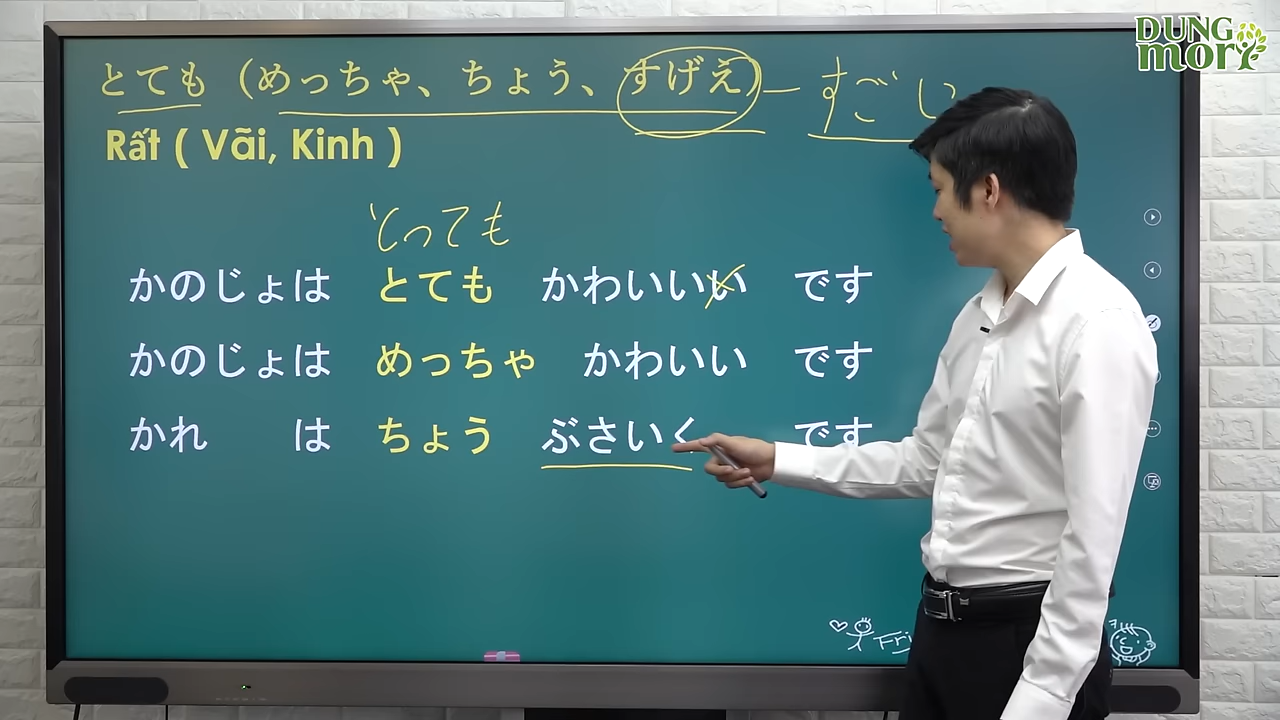 DUNG
mori
とても（めっちゃ、ちょう、すげえ） — すごい
Rất ( Vãi, Kinh )
とっても
かのじょは とても かわいいい です
かのじょは めっちゃ かわいい です
かれ は ちょう ぶさいく です